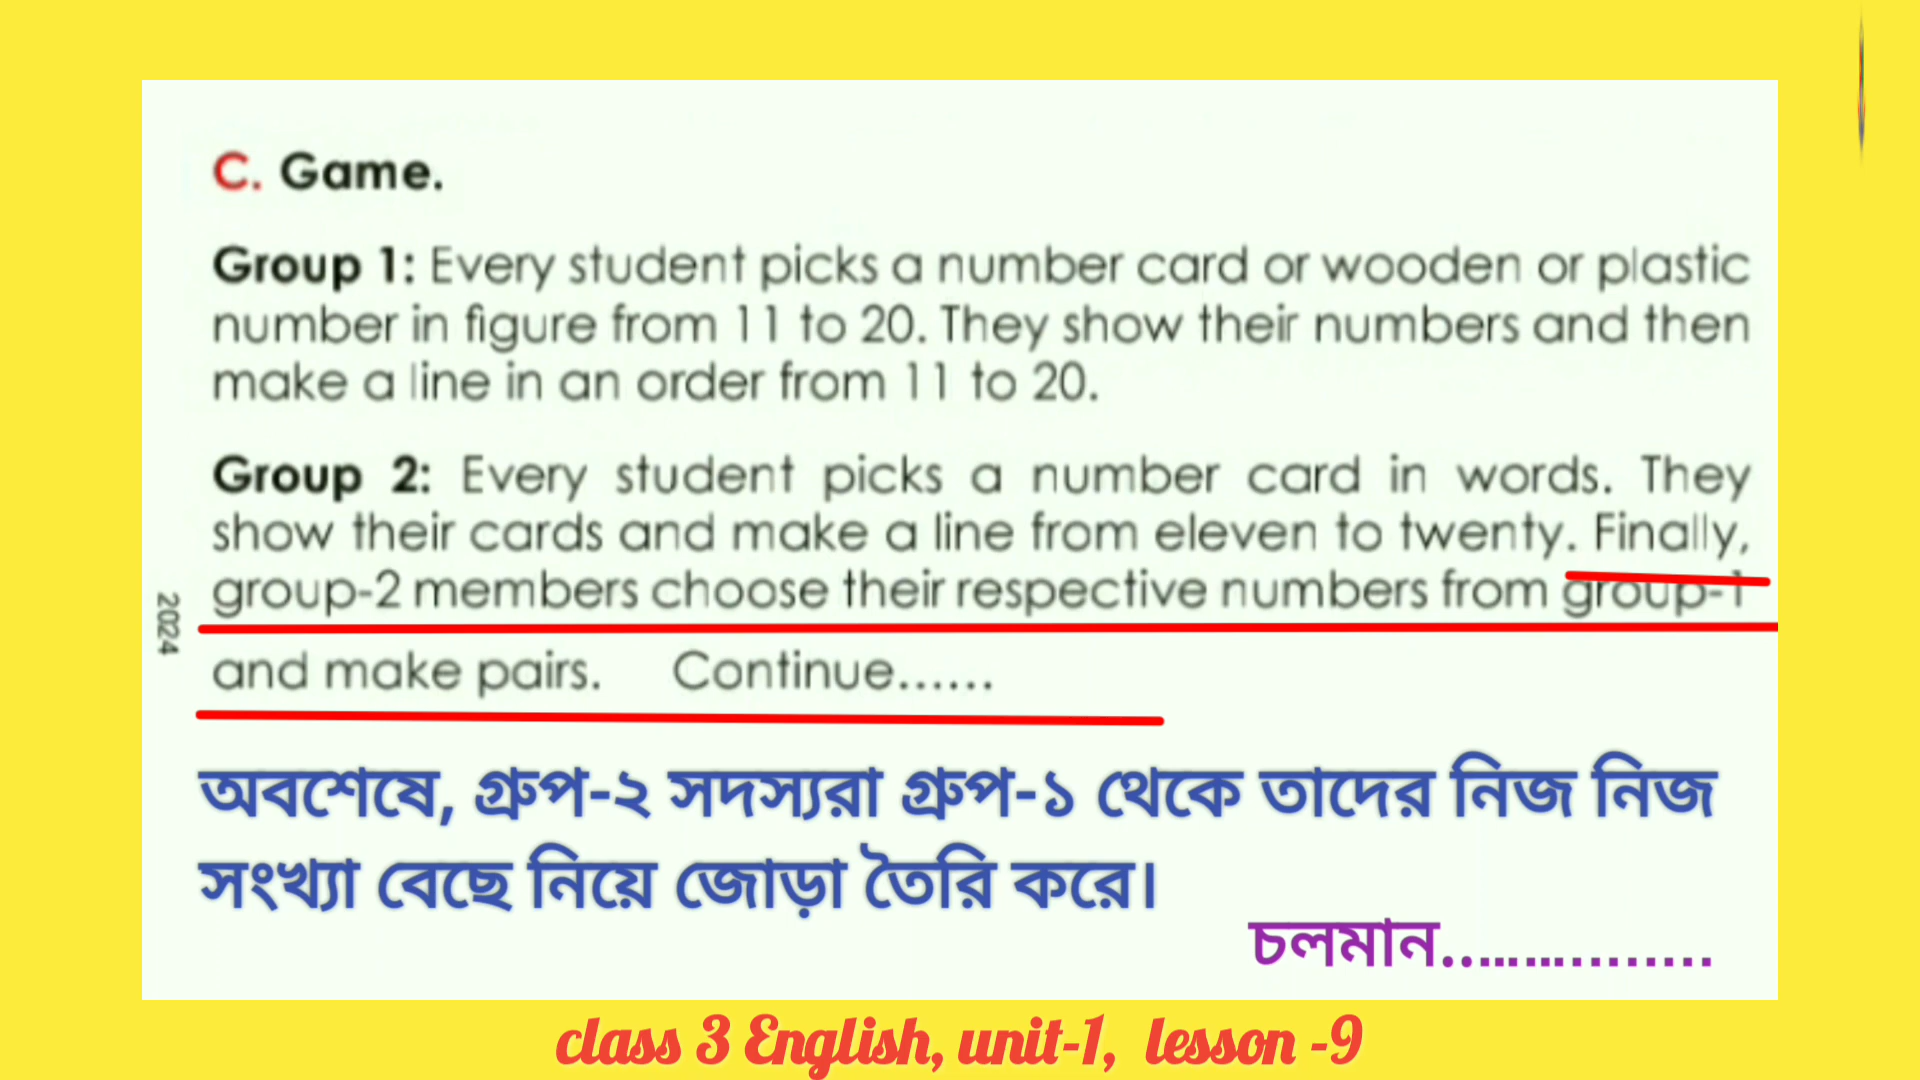 C. Game.
Group 1: Every student picks a number card or wooden or plastic
number in figure from 11 to 20. They show their numbers and then
make a line in an order from 11 to 20.
Group 2: Every student picks a number card in words. They
show their cards and make a line from eleven to twenty. Finally,
group-2 members choose their respective numbers from group-1
2024
and make pairs. Continue......
অবশেষে, গ্রুপ-২ সদস্যরা গ্রুপ-১ থেকে তাদের নিজ নিজ
সংখ্যা বেছে নিয়ে জোড়া তৈরি করে।
চলমান.................
class 3 English, unit-1, lesson -9